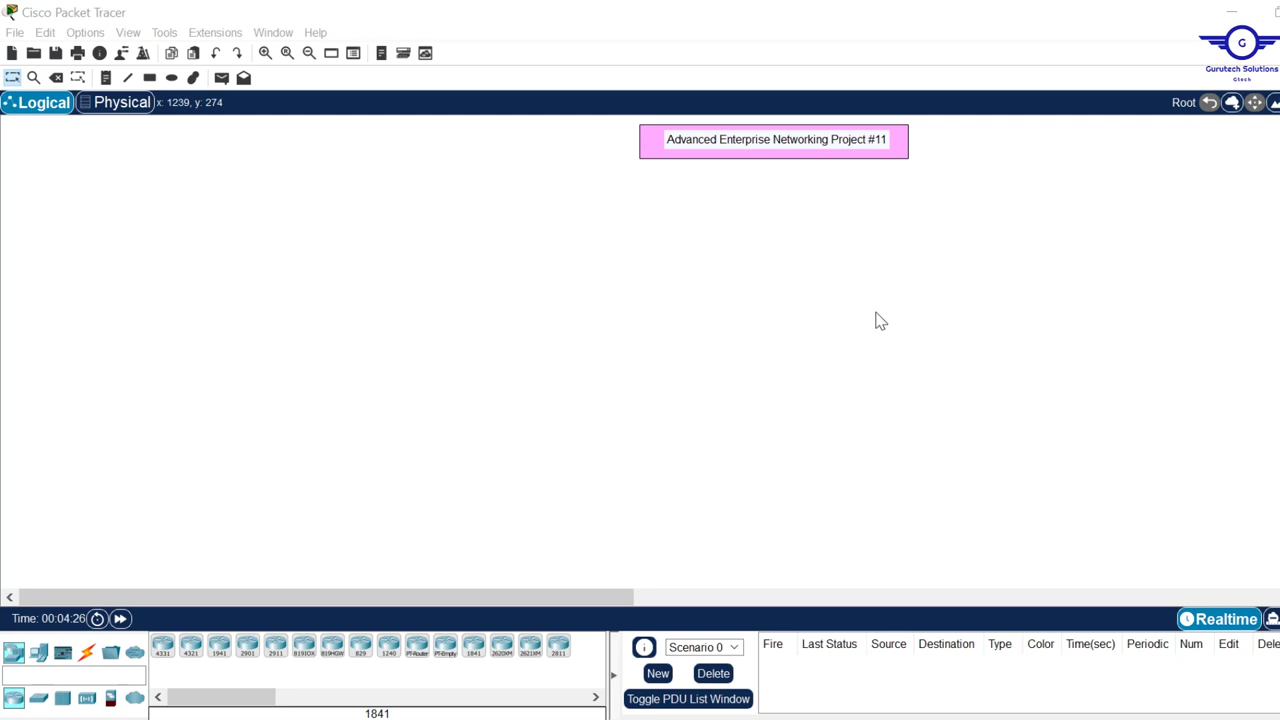 Cisco Packet Tracer
File Edit Options View Tools Extensions Window Help
G
Gurutech Solutions
Gtech
Logical Physical x: 1239, y: 274 Root
Advanced Enterprise Networking Project #11
Time: 00:04:26 Realtime
4331 4321 1941 2901 2911 819IOX 819HGW 829 1240 PT-Router PT-Empty 1841 2620XM 2621XM 2811
1841
Scenario 0
New Delete
Toggle PDU List Window
Fire Last Status Source Destination Type Color Time(sec) Periodic Num Edit Dele